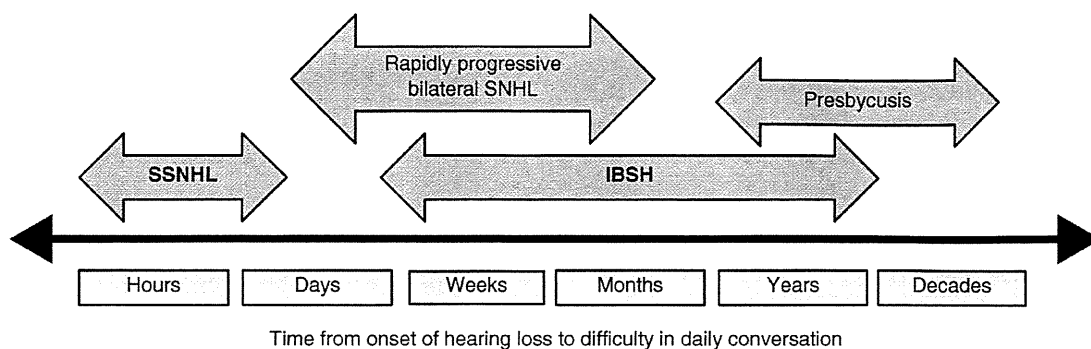 Rapidly progressive
bilateral SNHL
Presbycusis
SSNHL
IBSH
Hours
Days
Weeks
Months
Years
Decades
Time from onset of hearing loss to difficulty in daily conversation